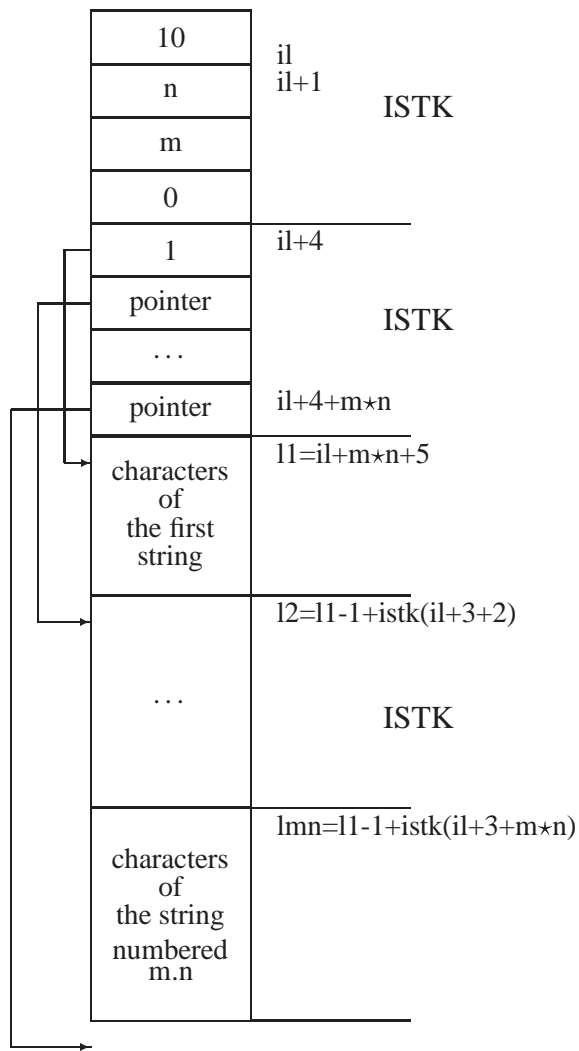 10
il
n
il+1
ISTK
m
0
1
il+4
pointer
ISTK
...
pointer
il+4+m⋆n
l1=il+m⋆n+5
characters
of
the first
string
l2=l1-1+istk(il+3+2)
...
ISTK
lmn=l1-1+istk(il+3+m⋆n)
characters
of
the string
numbered
m.n